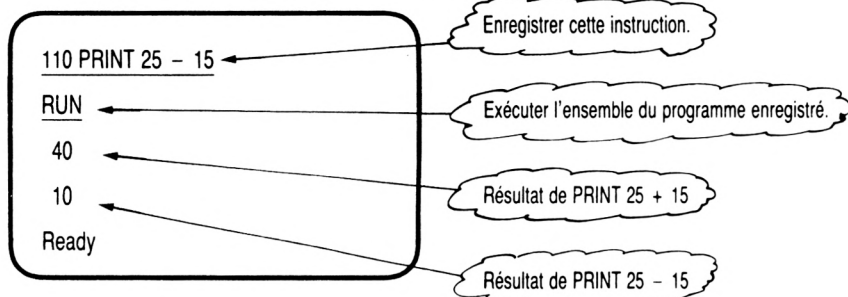 Enregistrer cette instruction.
110 PRINT 25 – 15
RUN
Exécuter l'ensemble du programme enregistré.
40
Résultat de PRINT 25 + 15
10
Ready
Résultat de PRINT 25 – 15